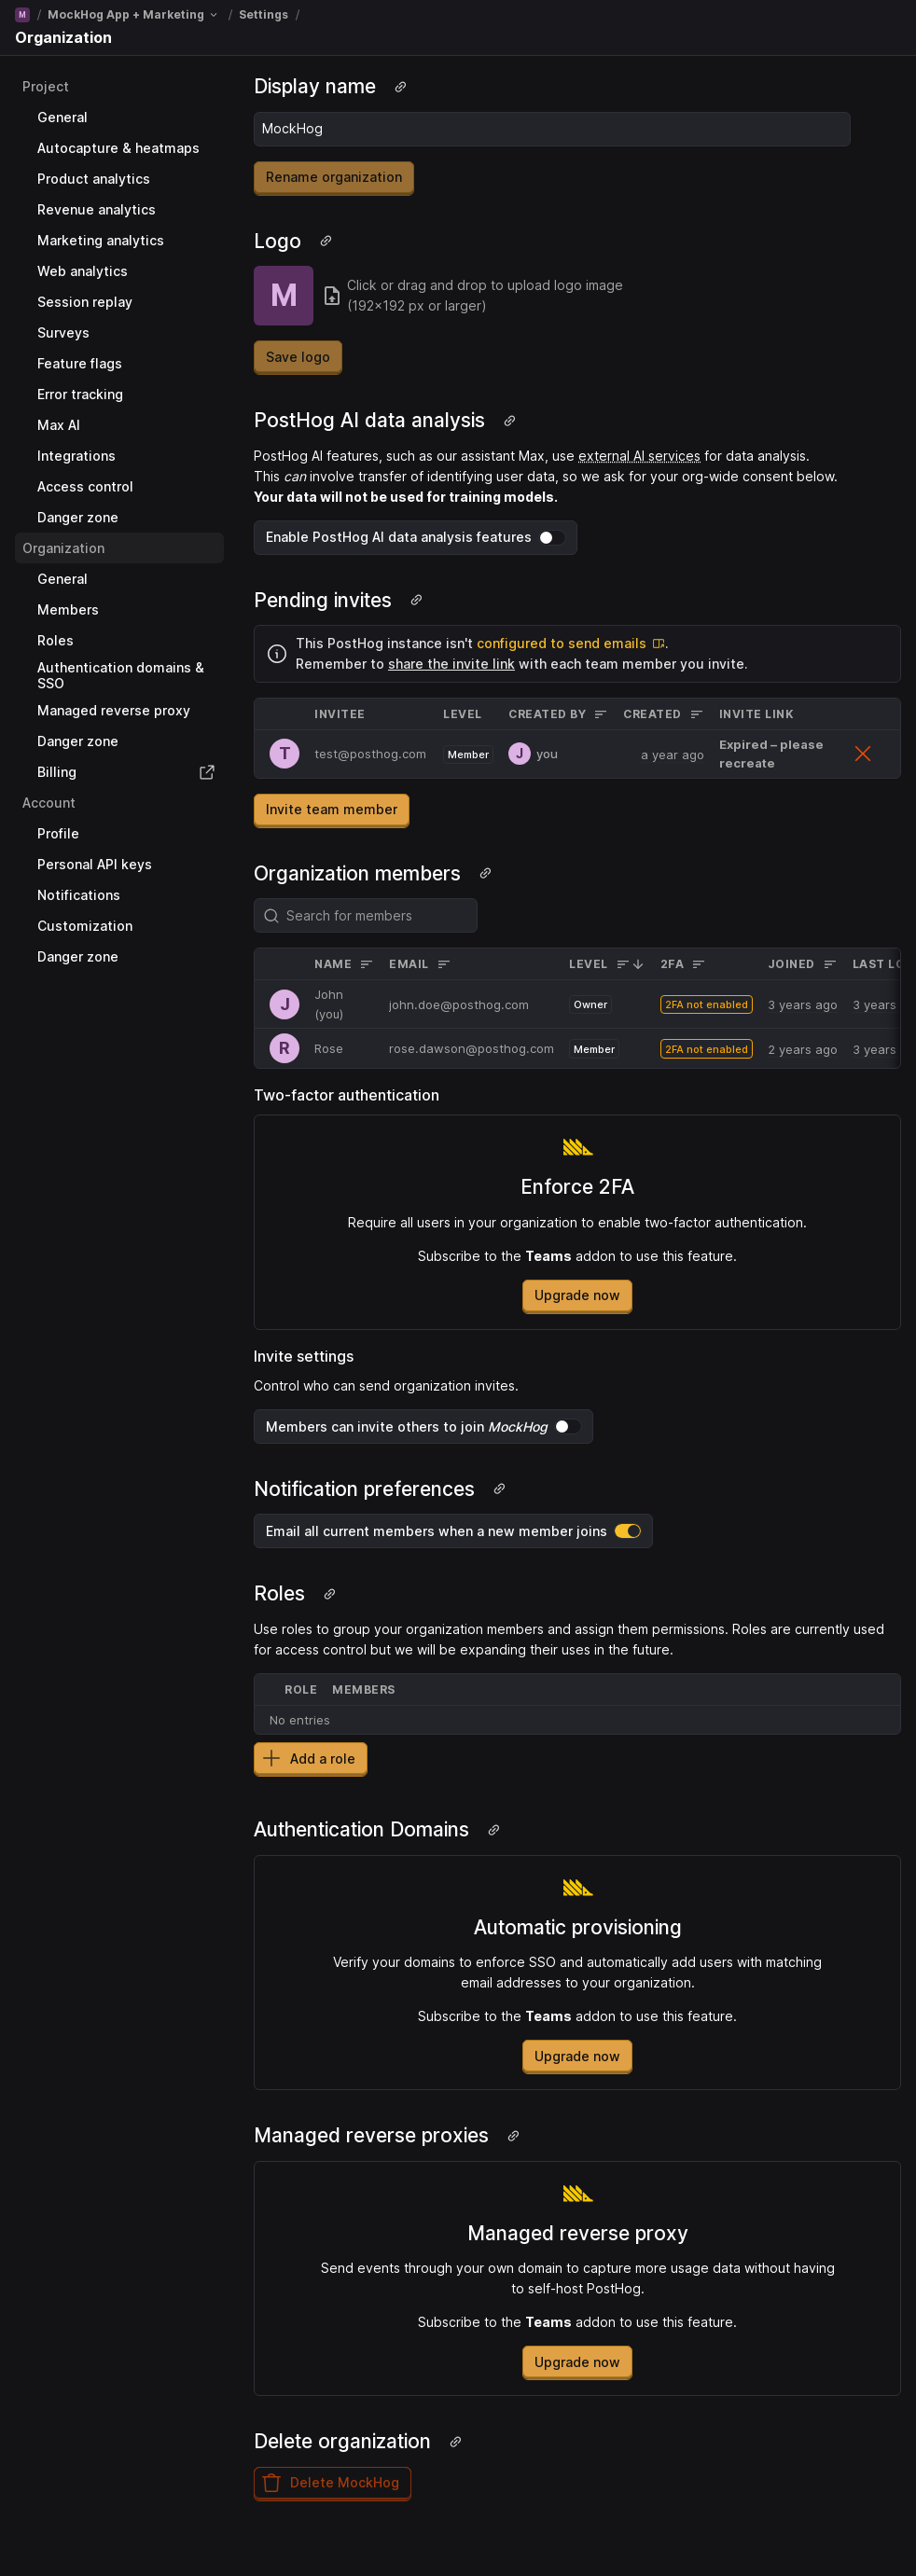 M / MockHog App + Marketing / Settings /
Organization
Project
General
Autocapture & heatmaps
Product analytics
Revenue analytics
Marketing analytics
Web analytics
Session replay
Surveys
Feature flags
Error tracking
Max AI
Integrations
Access control
Danger zone
Organization
General
Members
Roles
Authentication domains &
SSO
Managed reverse proxy
Danger zone
Billing
Account
Profile
Personal API keys
Notifications
Customization
Danger zone
Display name
MockHog
Rename organization
Logo
M
Click or drag and drop to upload logo image
(192×192 px or larger)
Save logo
PostHog AI data analysis
PostHog AI features, such as our assistant Max, use external AI services for data analysis.
This can involve transfer of identifying user data, so we ask for your org-wide consent below.
Your data will not be used for training models.
Enable PostHog AI data analysis features
Pending invites
This PostHog instance isn't configured to send emails .
Remember to share the invite link with each team member you invite.
INVITEE LEVEL CREATED BY CREATED INVITE LINK
T test@posthog.com Member J you a year ago Expired – please
recreate
Invite team member
Organization members
Search for members
NAME EMAIL LEVEL 2FA JOINED LAST LO
J John
(you) john.doe@posthog.com Owner 2FA not enabled 3 years ago 3 years
R Rose rose.dawson@posthog.com Member 2FA not enabled 2 years ago 3 years
Two-factor authentication
Enforce 2FA
Require all users in your organization to enable two-factor authentication.
Subscribe to the Teams addon to use this feature.
Upgrade now
Invite settings
Control who can send organization invites.
Members can invite others to join MockHog
Notification preferences
Email all current members when a new member joins
Roles
Use roles to group your organization members and assign them permissions. Roles are currently used
for access control but we will be expanding their uses in the future.
ROLE MEMBERS
No entries
Add a role
Authentication Domains
Automatic provisioning
Verify your domains to enforce SSO and automatically add users with matching
email addresses to your organization.
Subscribe to the Teams addon to use this feature.
Upgrade now
Managed reverse proxies
Managed reverse proxy
Send events through your own domain to capture more usage data without having
to self-host PostHog.
Subscribe to the Teams addon to use this feature.
Upgrade now
Delete organization
Delete MockHog